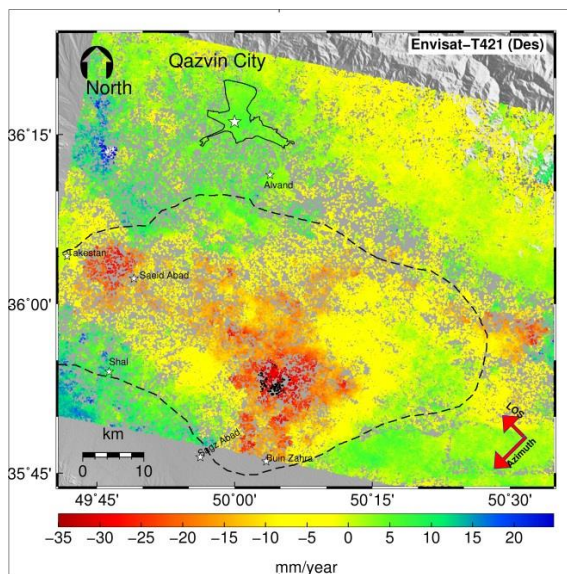 Envisat−T421 (Des)
Qazvin City
North
36°15'
Alvand
Takestan
Saeid Abad
36°00'
Shal
LOS
km
Sagz Abad
Azimuth
0 10
Buin Zahra
35°45'
49°45' 50°00' 50°15' 50°30'
−35 −30 −25 −20 −15 −10 −5 0 5 10 15 20
mm/year